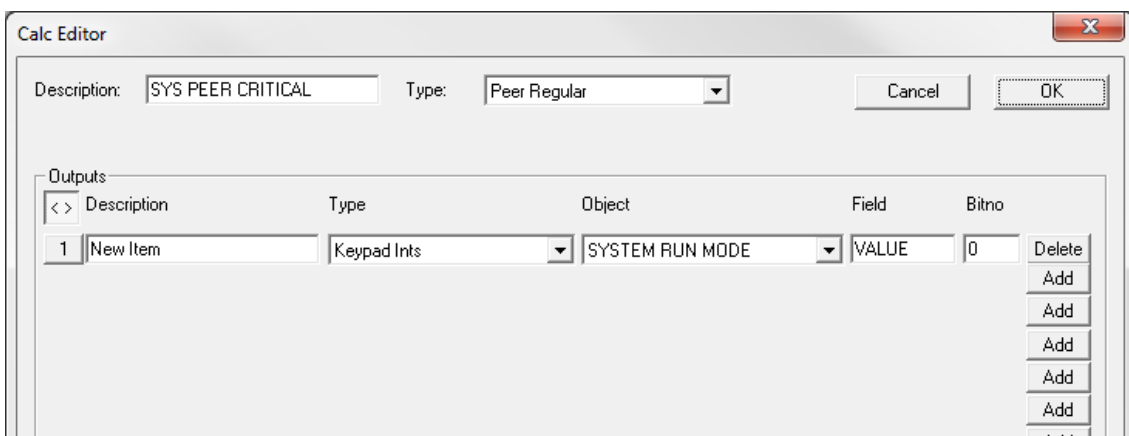 Calc Editor
Description: SYS PEER CRITICAL Type: Peer Regular Cancel OK
Outputs
< > Description Type Object Field Bitno
1 New Item Keypad Ints SYSTEM RUN MODE VALUE 0 Delete
Add
Add
Add
Add
Add